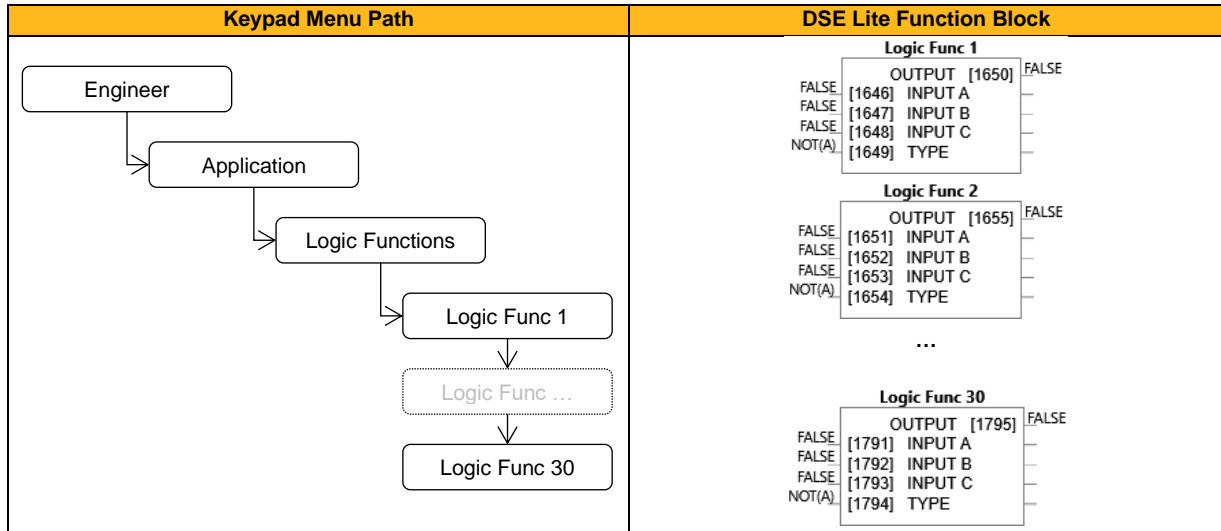 Keypad Menu Path
DSE Lite Function Block
Engineer
Application
Logic Functions
Logic Func 1
Logic Func …
Logic Func 30
Logic Func 1
OUTPUT [1650] FALSE
FALSE [1646] INPUT A
FALSE [1647] INPUT B
FALSE [1648] INPUT C
NOT(A) [1649] TYPE
Logic Func 2
OUTPUT [1655] FALSE
FALSE [1651] INPUT A
FALSE [1652] INPUT B
FALSE [1653] INPUT C
NOT(A) [1654] TYPE
…
Logic Func 30
OUTPUT [1795] FALSE
FALSE [1791] INPUT A
FALSE [1792] INPUT B
FALSE [1793] INPUT C
NOT(A) [1794] TYPE